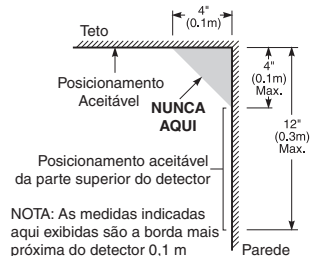 4"
(0.1m)
Teto
4"
(0.1m)
Max.
Posicionamento
Aceitável
NUNCA
AQUI
12"
(0.3m)
Max.
Posicionamento aceitável
da parte superior do detector
NOTA: As medidas indicadas
aqui exibidas são a borda mais
próxima do detector 0,1 m
Parede